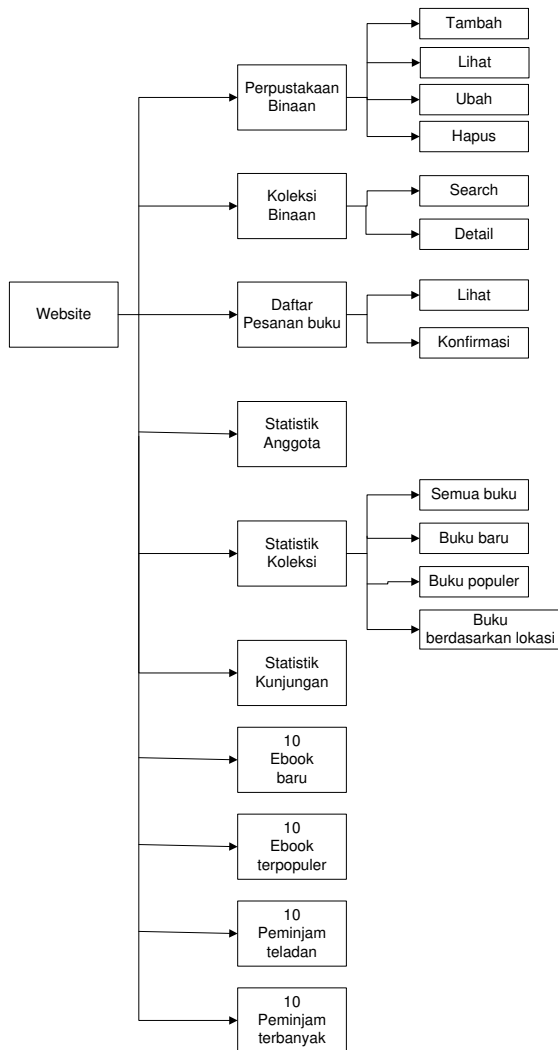 Website
Perpustakaan
Binaan
Tambah
Lihat
Ubah
Hapus
Koleksi
Binaan
Search
Detail
Daftar
Pesanan buku
Lihat
Konfirmasi
Statistik
Anggota
Statistik
Koleksi
Semua buku
Buku baru
Buku populer
Buku
berdasarkan lokasi
Statistik
Kunjungan
10
Ebook
baru
10
Ebook
terpopuler
10
Peminjam
teladan
10
Peminjam
terbanyak